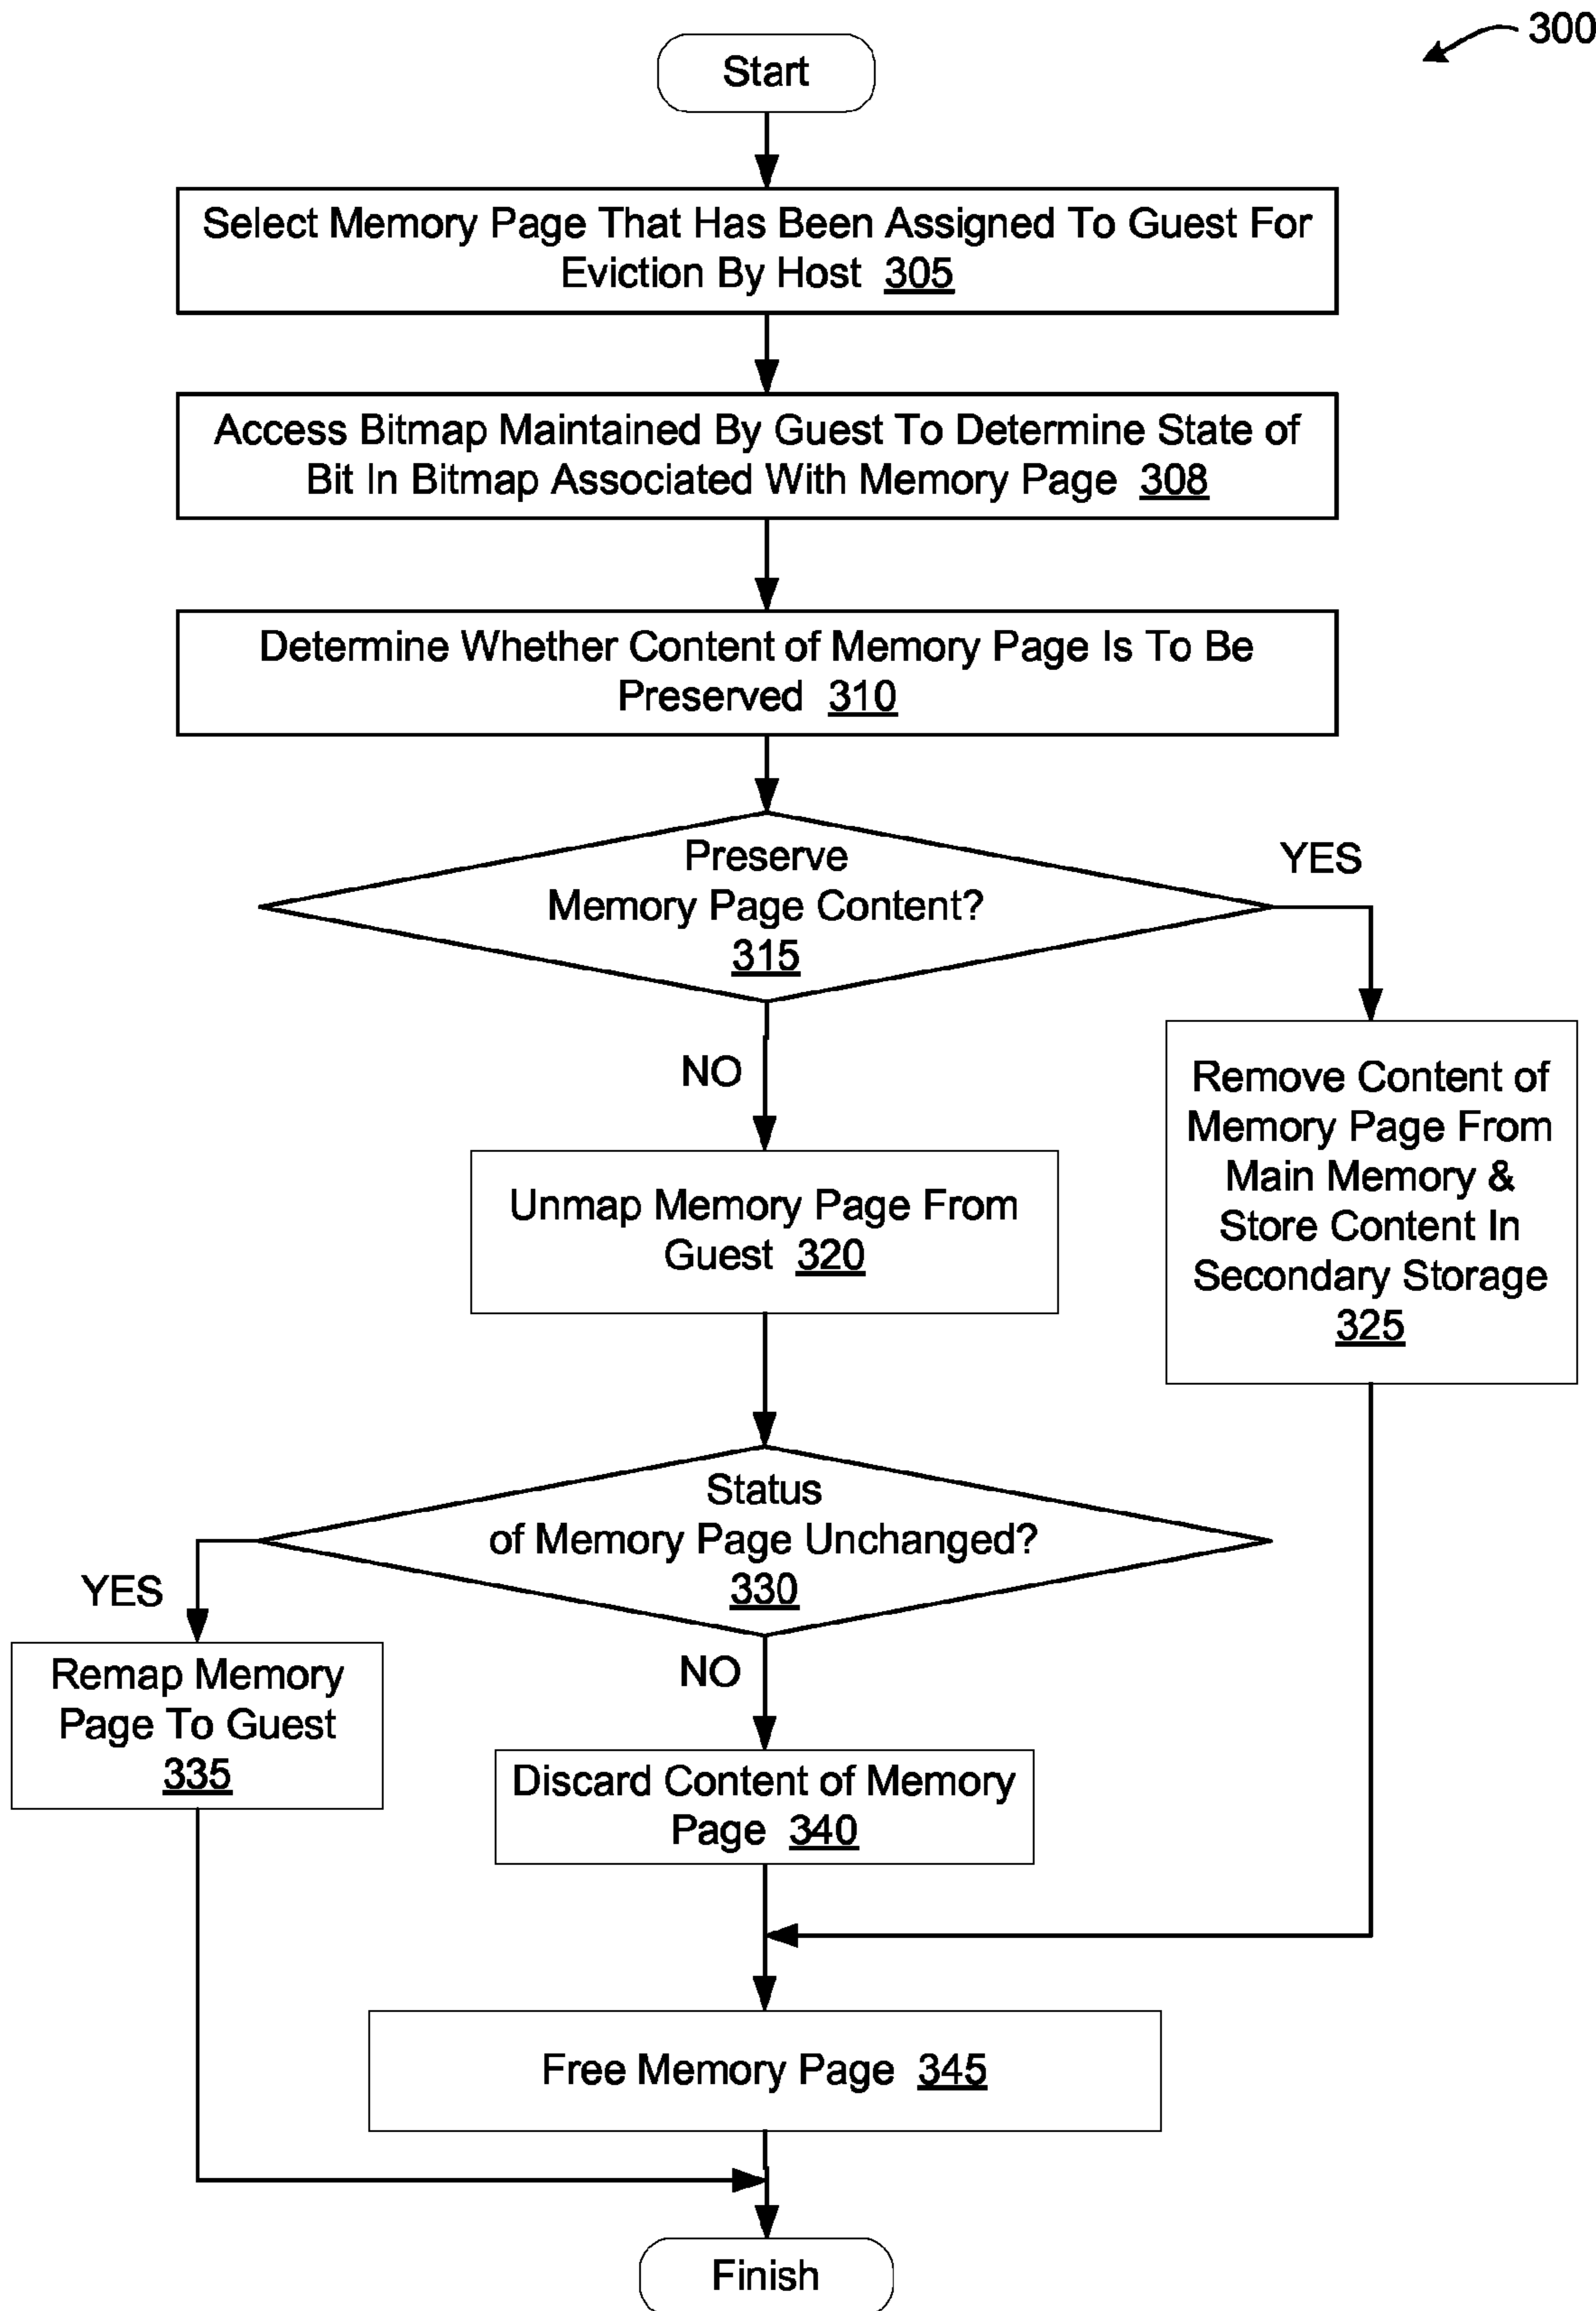 300
Start
Select Memory Page That Has Been Assigned To Guest For
Eviction By Host 305
Access Bitmap Maintained By Guest To Determine State of
Bit In Bitmap Associated With Memory Page 308
Determine Whether Content of Memory Page Is To Be
Preserved 310
Preserve
Memory Page Content?
315
YES
NO
Remove Content of
Memory Page From
Main Memory &
Store Content In
Secondary Storage
325
Unmap Memory Page From
Guest 320
Status
of Memory Page Unchanged?
330
YES
NO
Remap Memory
Page To Guest
335
Discard Content of Memory
Page 340
Free Memory Page 345
Finish